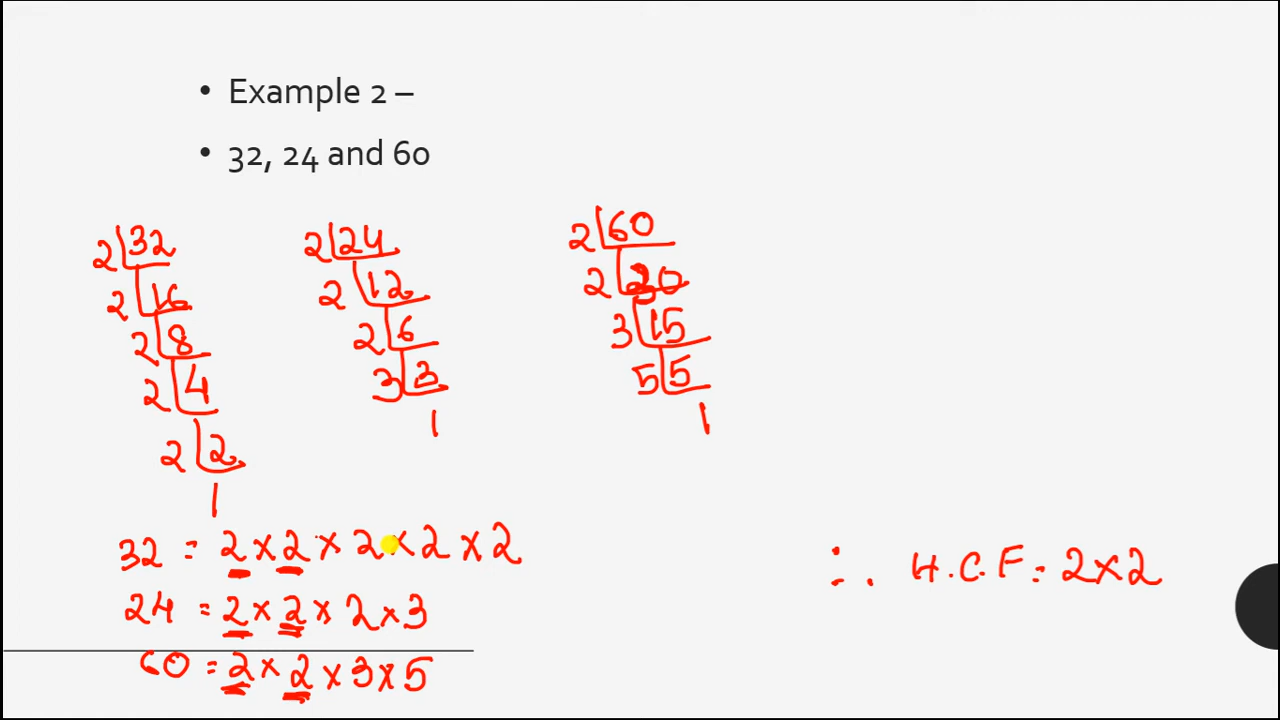 • Example 2 –
• 32, 24 and 60
2 32
2 16
2 8
2 4
2 2
1
2 24
2 12
2 6
3 3
1
2 60
2 30
3 15
5 5
1
32 = 2 × 2 × 2 × 2 × 2
24 = 2 × 2 × 2 × 3
60 = 2 × 2 × 3 × 5
∴ H.C.F = 2×2